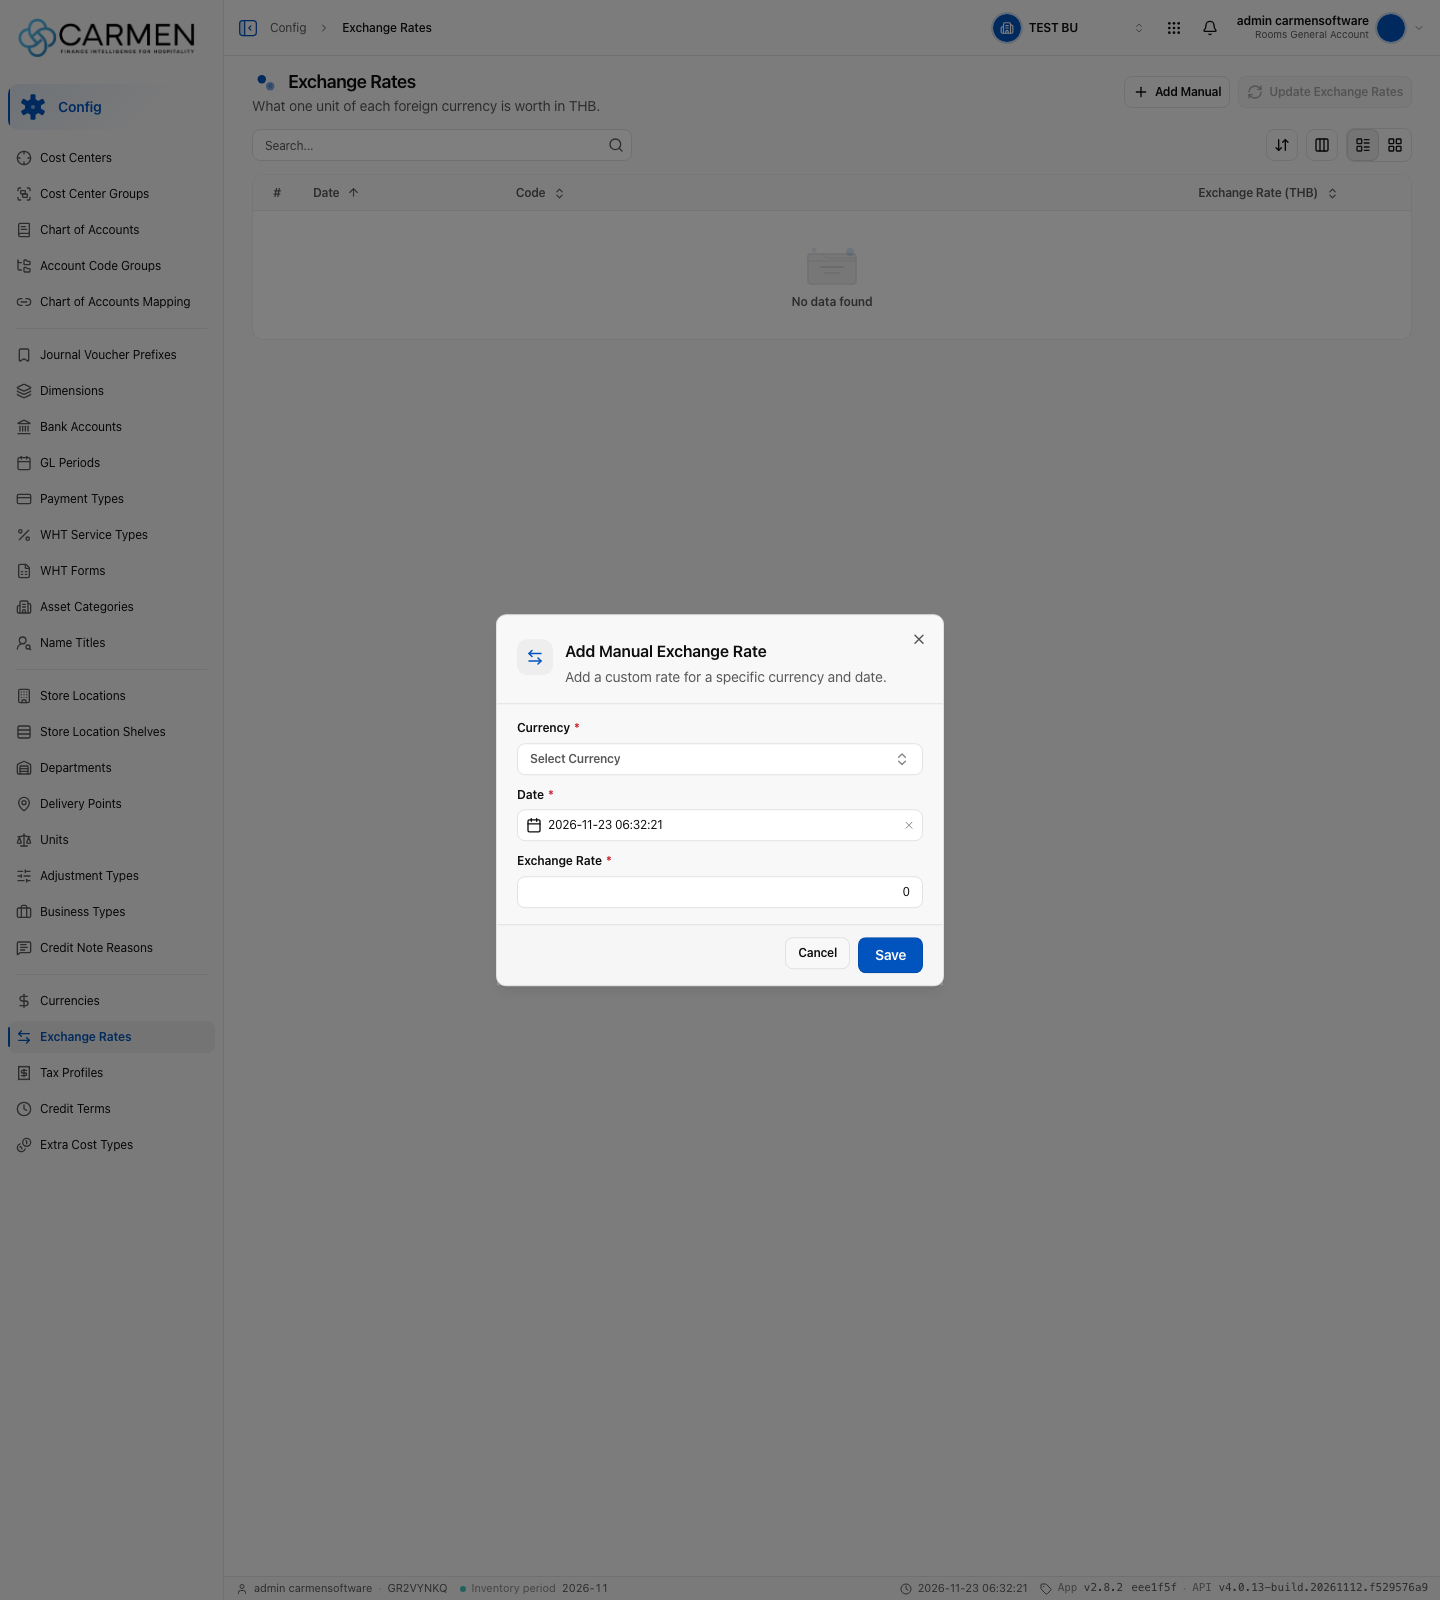 CARMEN
FINANCE INTELLIGENCE FOR HOSPITALITY
Config
Cost Centers
Cost Center Groups
Chart of Accounts
Account Code Groups
Chart of Accounts Mapping
Journal Voucher Prefixes
Dimensions
Bank Accounts
GL Periods
Payment Types
WHT Service Types
WHT Forms
Asset Categories
Name Titles
Store Locations
Store Location Shelves
Departments
Delivery Points
Units
Adjustment Types
Business Types
Credit Note Reasons
Currencies
Exchange Rates
Tax Profiles
Credit Terms
Extra Cost Types
Config > Exchange Rates
TEST BU
admin carmensoftware
Rooms General Account
Exchange Rates
What one unit of each foreign currency is worth in THB.
Add Manual
Update Exchange Rates
Search...
# Date Code Exchange Rate (THB)
No data found
Add Manual Exchange Rate
Add a custom rate for a specific currency and date.
Currency *
Select Currency
Date *
2026-11-23 06:32:21
Exchange Rate *
0
Cancel Save
admin carmensoftware · GR2VYNKQ Inventory period 2026-11 2026-11-23 06:32:21 App v2.8.2 eee1f5f · API v4.0.13-build.20261112.f529576a9